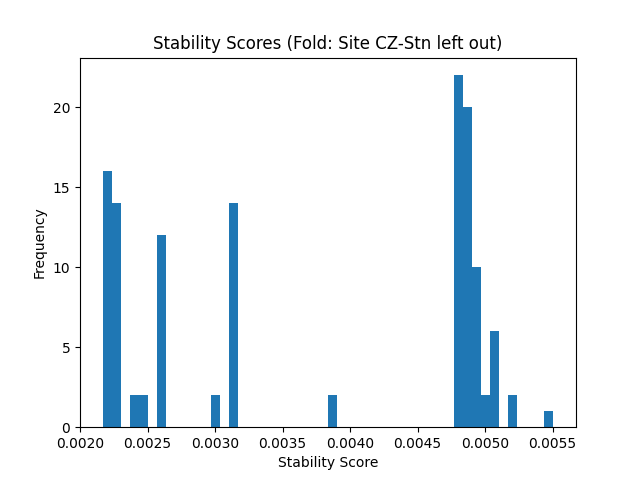 Stability Scores (Fold: Site CZ-Stn left out)
20
15
10
5
0
Frequency
0.0020 0.0025 0.0030 0.0035 0.0040 0.0045 0.0050 0.0055
Stability Score